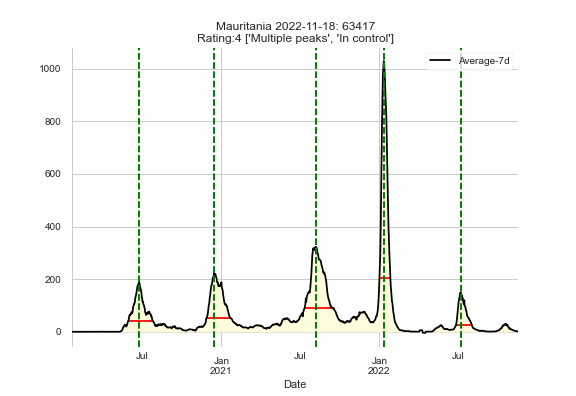 Mauritania 2022-11-18: 63417
Rating:4 ['Multiple peaks', 'In control']
Average-7d
1000
800
600
400
200
0
Jul
Jan
2021
Jul
Jan
2022
Jul
Date